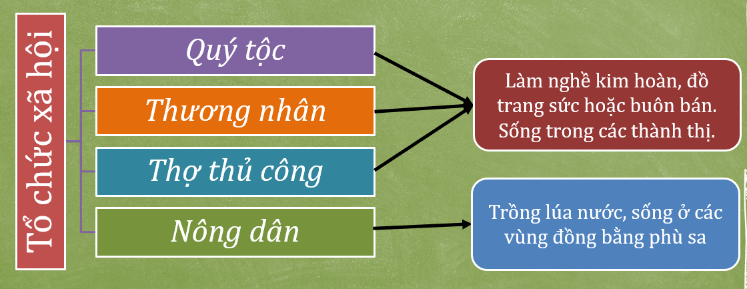 Tổ chức xã hội
Quý tộc
Thương nhân
Thợ thủ công
Nông dân
Làm nghề kim hoàn, đồ
trang sức hoặc buôn bán.
Sống trong các thành thị.
Trồng lúa nước, sống ở các
vùng đồng bằng phù sa